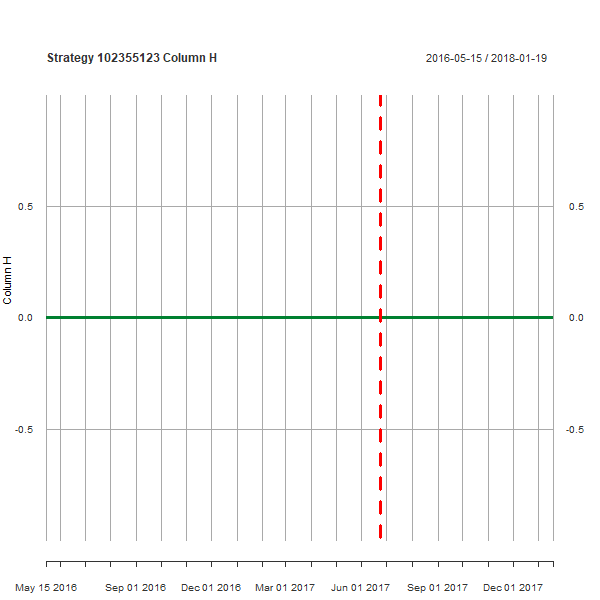 Strategy 102355123 Column H
2016-05-15 / 2018-01-19
0.5
0.5
Column H
0.0
0.0
-0.5
-0.5
May 15 2016
Sep 01 2016
Dec 01 2016
Mar 01 2017
Jun 01 2017
Sep 01 2017
Dec 01 2017